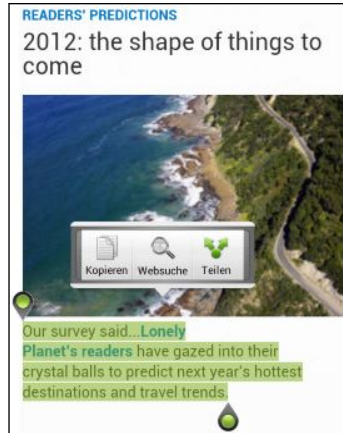 READERS' PREDICTIONS
2012: the shape of things to
come
Kopieren Websuche Teilen
Our survey said...Lonely
Planet's readers have gazed into their
crystal balls to predict next year's hottest
destinations and travel trends.